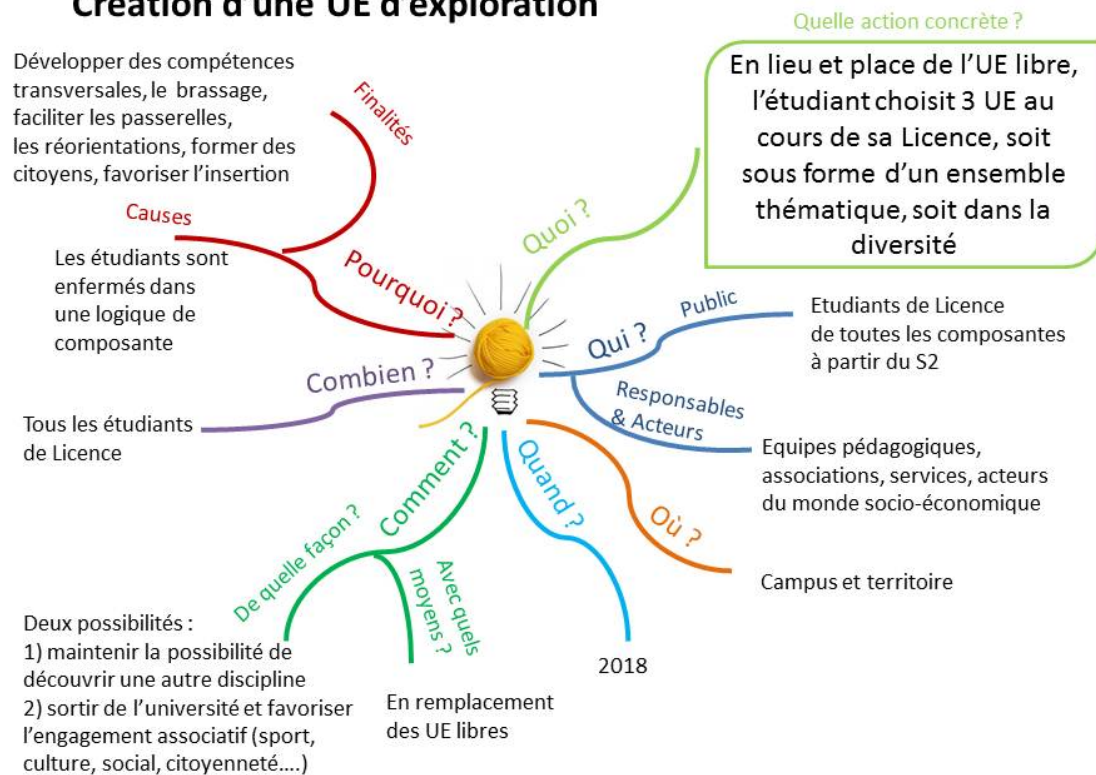 Création d'une UE d'exploration
Quelle action concrète ?
En lieu et place de l'UE libre,
l'étudiant choisit 3 UE au
cours de sa Licence, soit
sous forme d'un ensemble
thématique, soit dans la
diversité
Développer des compétences
transversales, le brassage,
faciliter les passerelles,
les réorientations, former des
citoyens, favoriser l'insertion
Finalités
Causes
Les étudiants sont
enfermés dans
une logique de
composante
Pourquoi ?
Quoi ?
Qui ?
Public
Etudiants de Licence
de toutes les composantes
à partir du S2
Responsables
& Acteurs
Equipes pédagogiques,
associations, services, acteurs
du monde socio-économique
Combien ?
Tous les étudiants
de Licence
Comment ?
De quelle façon ?
Avec quels
moyens ?
Deux possibilités :
1) maintenir la possibilité de
découvrir une autre discipline
2) sortir de l'université et favoriser
l'engagement associatif (sport,
culture, social, citoyenneté....)
En remplacement
des UE libres
Quand ?
2018
Où ?
Campus et territoire